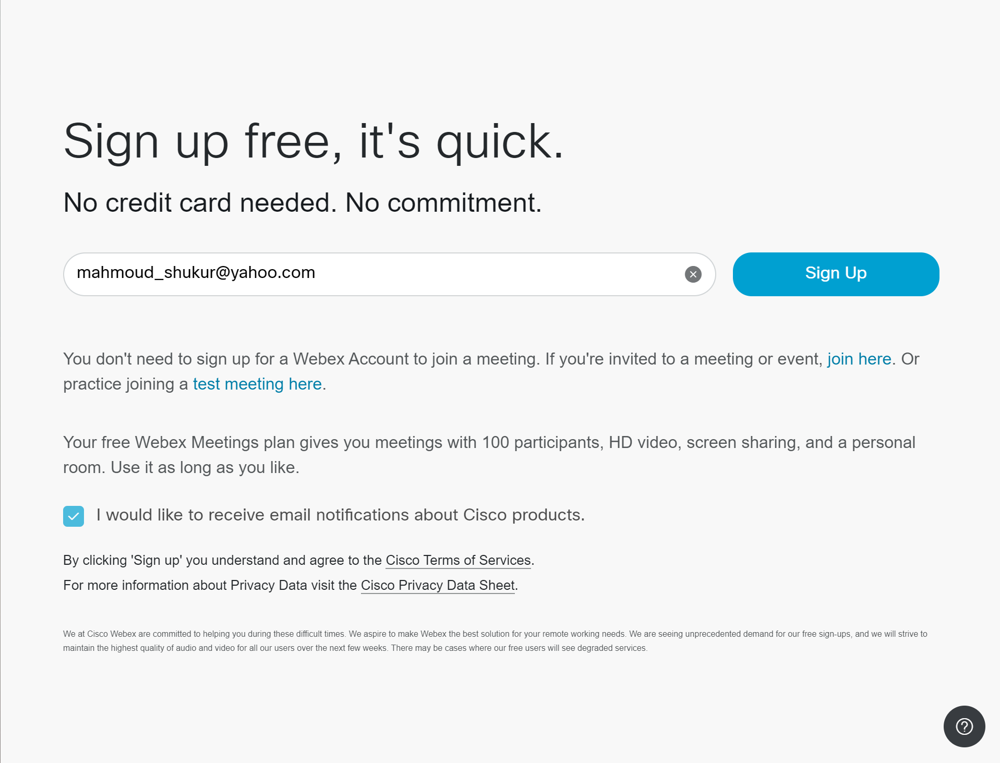 Sign up free, it's quick.
No credit card needed. No commitment.
mahmoud_shukur@yahoo.com
Sign Up
You don't need to sign up for a Webex Account to join a meeting. If you're invited to a meeting or event, join here. Or
practice joining a test meeting here.
Your free Webex Meetings plan gives you meetings with 100 participants, HD video, screen sharing, and a personal
room. Use it as long as you like.
I would like to receive email notifications about Cisco products.
By clicking 'Sign up' you understand and agree to the Cisco Terms of Services.
For more information about Privacy Data visit the Cisco Privacy Data Sheet.
We at Cisco Webex are committed to helping you during these difficult times. We aspire to make Webex the best solution for your remote working needs. We are seeing unprecedented demand for our free sign-ups, and we will strive to
maintain the highest quality of audio and video for all our users over the next few weeks. There may be cases where our free users will see degraded services.